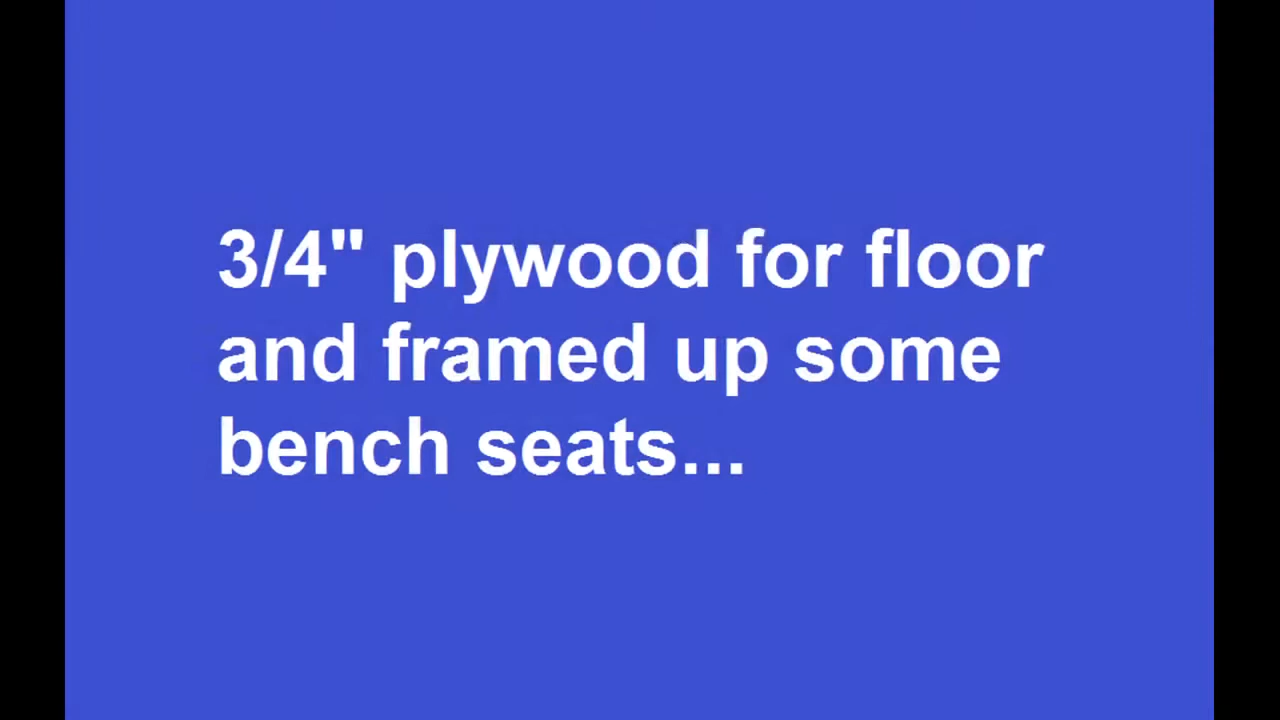 3/4" plywood for floor
and framed up some
bench seats...